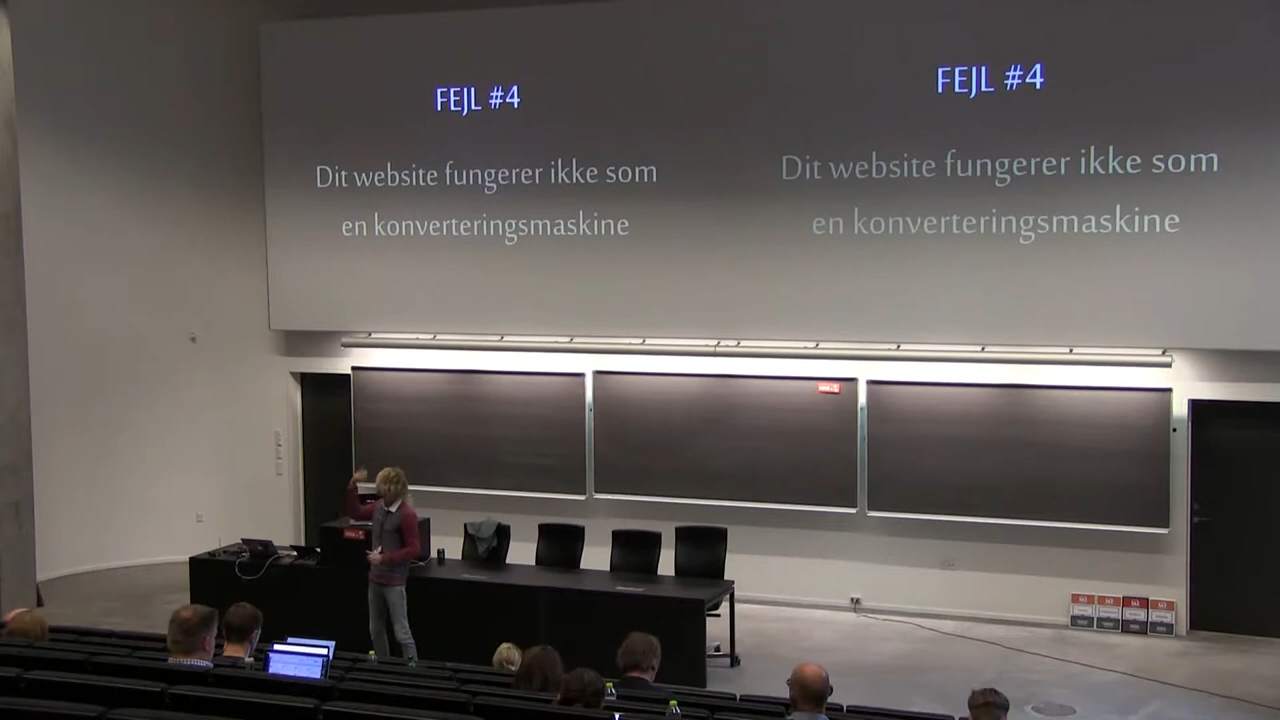 FEJL #4
Dit website fungerer ikke som
en konverteringsmaskine
FEJL #4
Dit website fungerer ikke som
en konverteringsmaskine